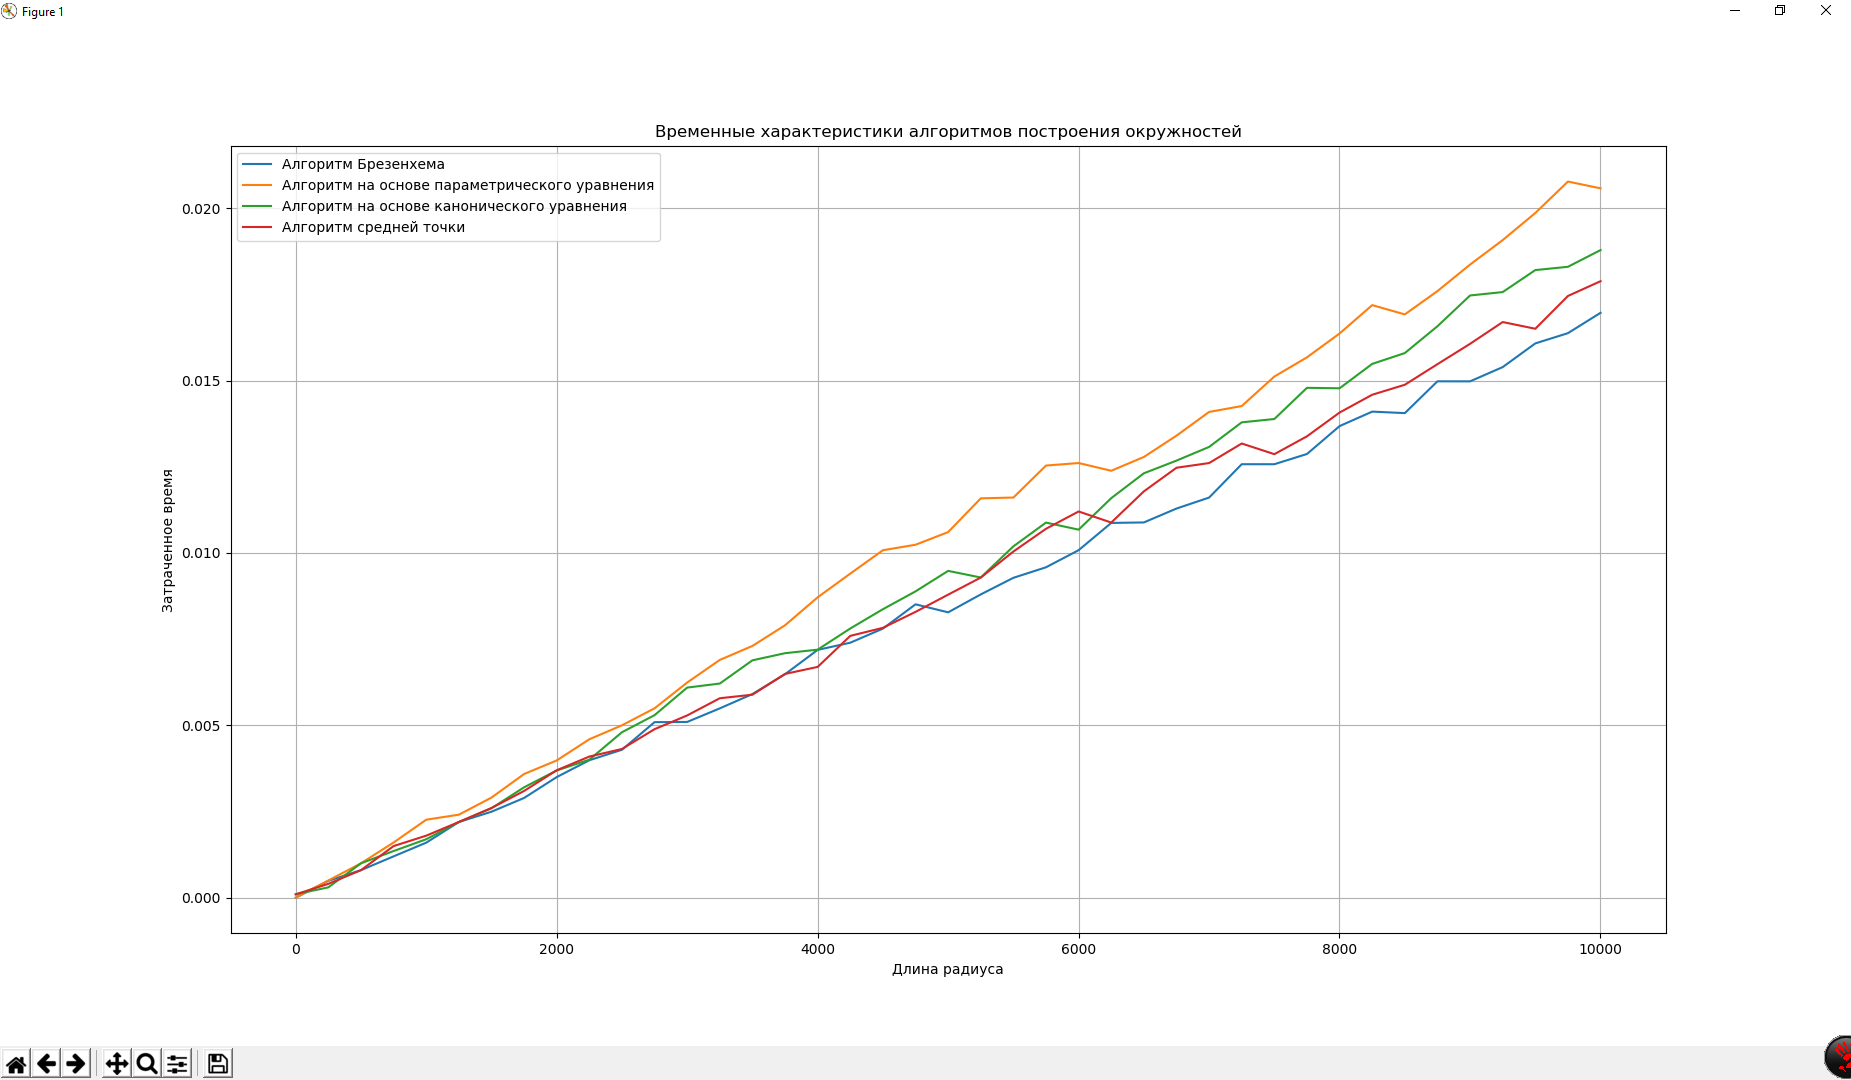 Figure 1
Временные характеристики алгоритмов построения окружностей
Алгоритм Брезенхема
Алгоритм на основе параметрического уравнения
Алгоритм на основе канонического уравнения
Алгоритм средней точки
0.020
0.015
0.010
0.005
0.000
Затраченное время
0 2000 4000 6000 8000 10000
Длина радиуса